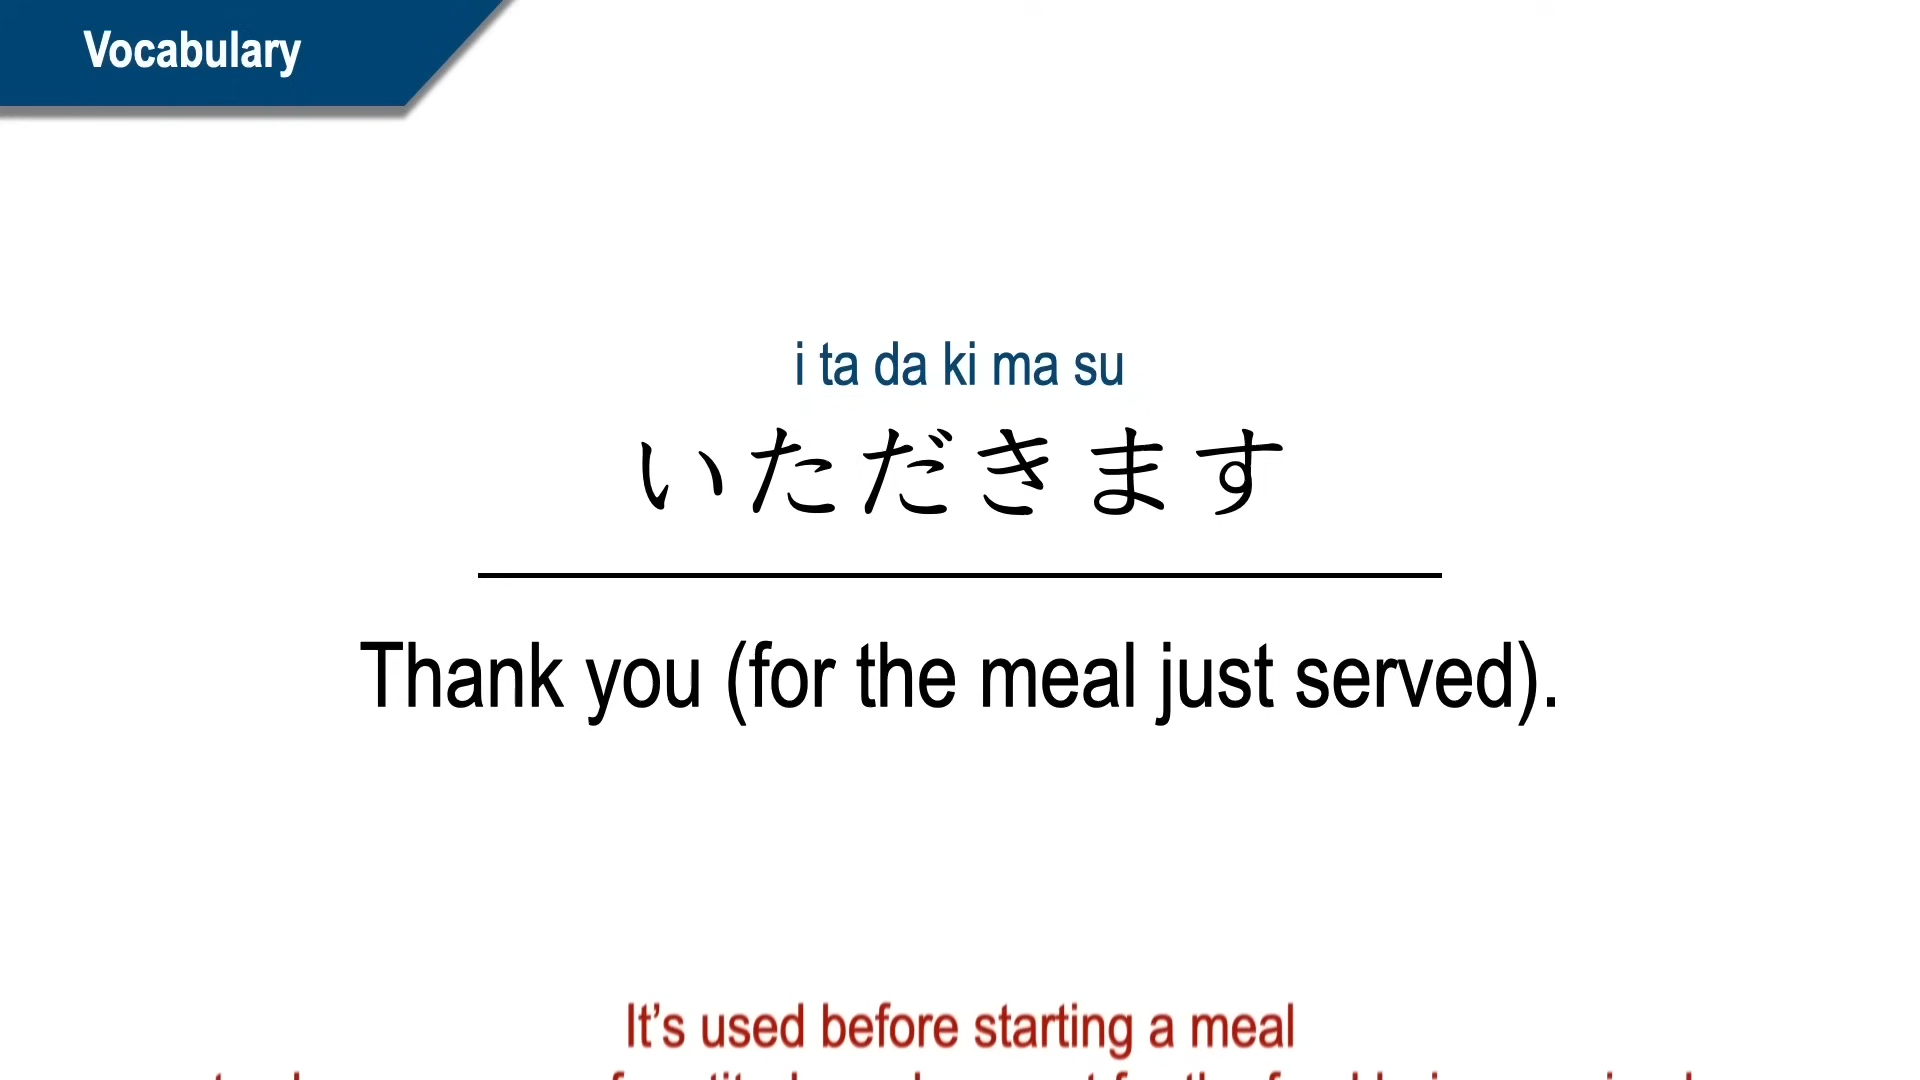 Vocabulary
i ta da ki ma su
いただきます
Thank you (for the meal just served).
It’s used before starting a meal